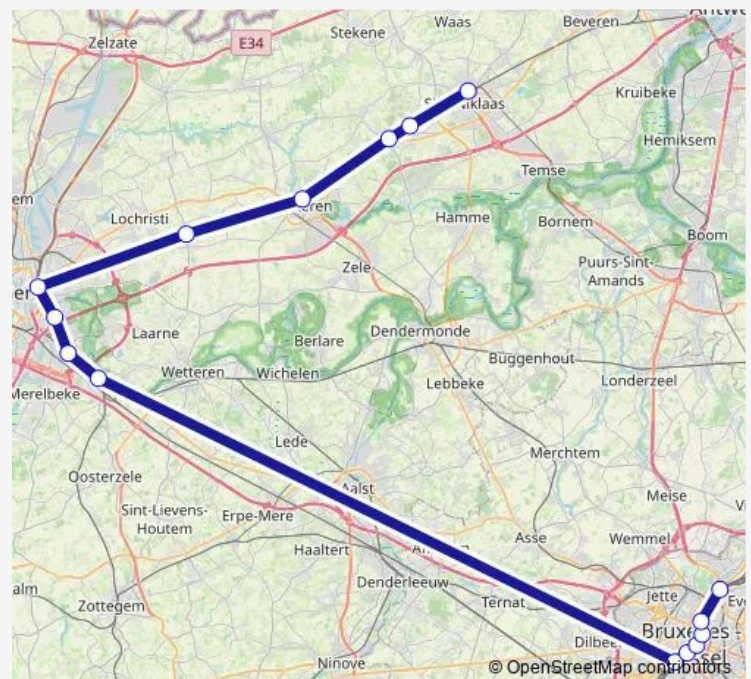 Zelzate
E34
Stekene
Waas
Beveren
Kruibeke
Hemiksem
Temse
Lochristi
Hamme
Bornem
Boom
Puurs-Sint-
Amands
Zele
Laarne
Berlare
Dendermonde
Wetteren
Wichelen
Buggenhout
Lebbeke
Londerzeel
Merelbeke
Lede
Merchtem
Oosterzele
Aalst
Meise
Sint-Lievens-
Houtem
Erpe-Mere
Asse
Wemmel
Haaltert
Denderleeuw
Zottegem
Ternat
Jette
Ninove
© OpenStreetMap contributors